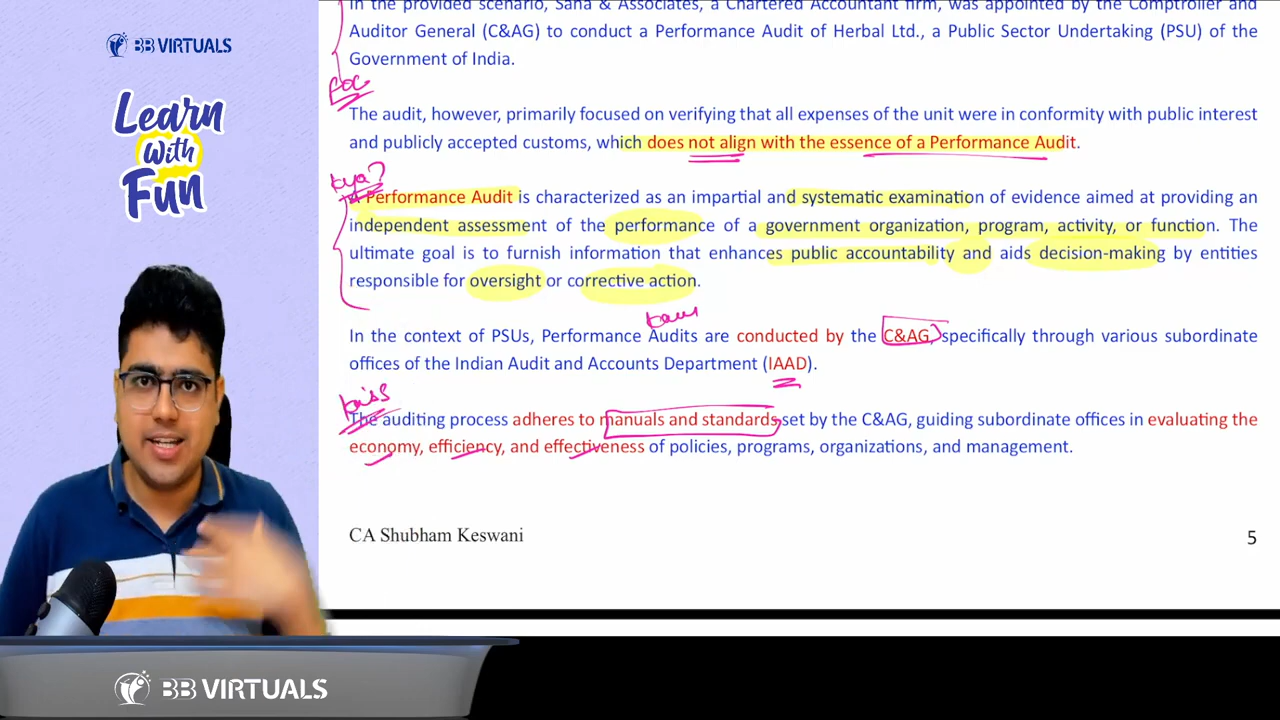 BB VIRTUALS
Learn
With
Fun
In the provided scenario, Sana & Associates, a Chartered Accountant firm, was appointed by the Comptroller and
Auditor General (C&AG) to conduct a Performance Audit of Herbal Ltd., a Public Sector Undertaking (PSU) of the
Government of India.
The audit, however, primarily focused on verifying that all expenses of the unit were in conformity with public interest
and publicly accepted customs, which does not align with the essence of a Performance Audit.
kya?
A Performance Audit is characterized as an impartial and systematic examination of evidence aimed at providing an
independent assessment of the performance of a government organization, program, activity, or function. The
ultimate goal is to furnish information that enhances public accountability and aids decision-making by entities
responsible for oversight or corrective action.
kaun
In the context of PSUs, Performance Audits are conducted by the C&AG, specifically through various subordinate
offices of the Indian Audit and Accounts Department (IAAD).
The auditing process adheres to manuals and standards set by the C&AG, guiding subordinate offices in evaluating the
economy, efficiency, and effectiveness of policies, programs, organizations, and management.
CA Shubham Keswani
5
BB VIRTUALS